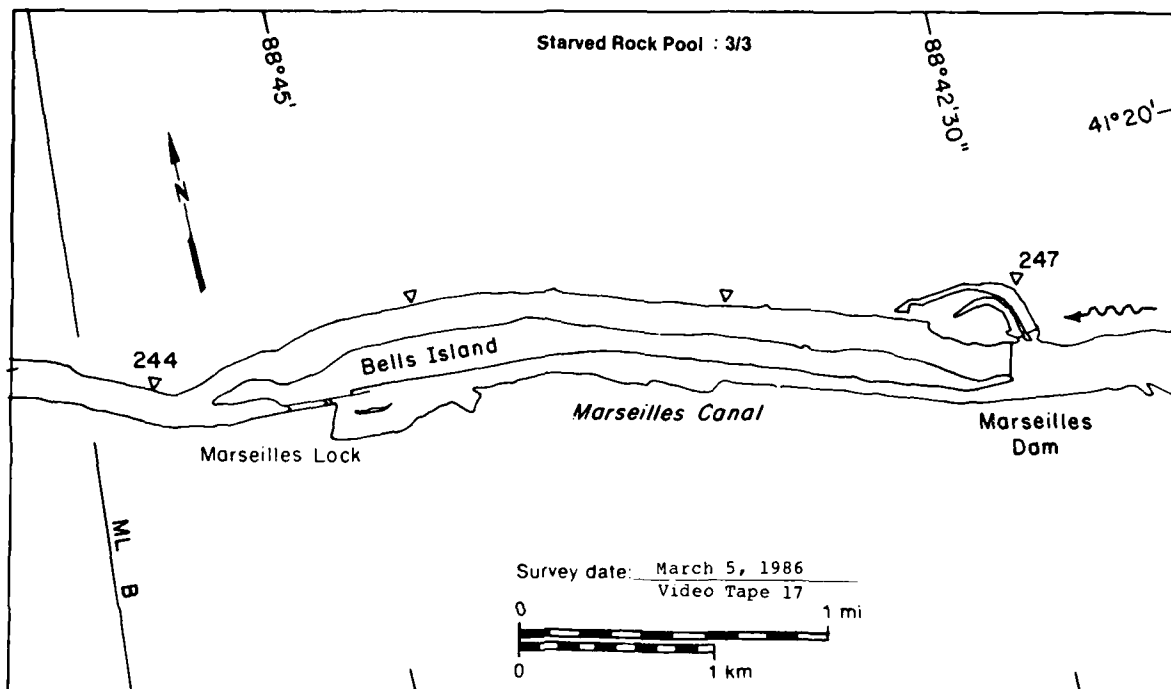 Starved Rock Pool : 3/3
88°45'
88°42'30"
41°20'
N
247
244
Bells Island
Marseilles Canal
Marseilles Lock
Marseilles
Dam
ML B
Survey date: March 5, 1986
Video Tape 17
0 1 mi
0 1 km